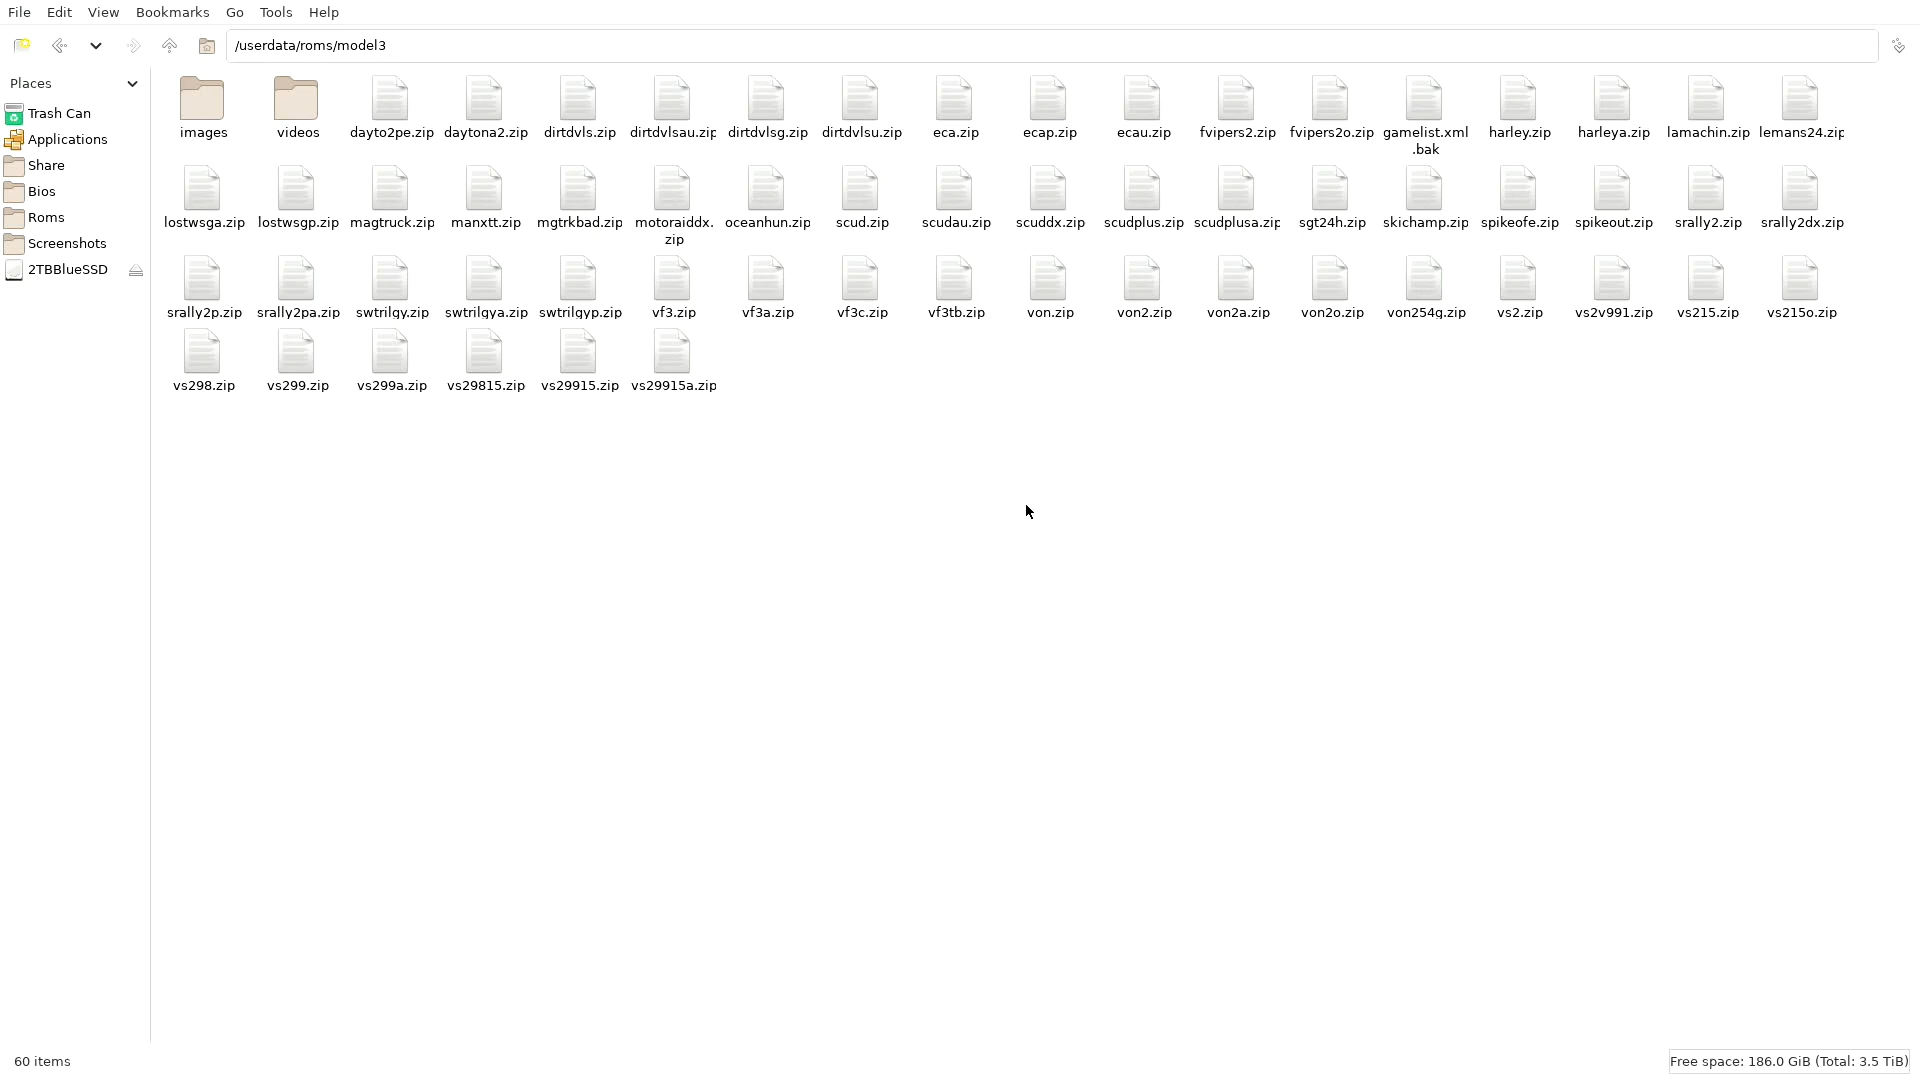 File Edit View Bookmarks Go Tools Help
/userdata/roms/model3
Places
Trash Can
Applications
Share
Bios
Roms
Screenshots
2TBBlueSSD
images videos dayto2pe.zip daytona2.zip dirtdvls.zip dirtdvlsau.zip dirtdvlsg.zip dirtdvlsu.zip eca.zip ecap.zip ecau.zip fvipers2.zip fvipers2o.zip gamelist.xml harley.zip harleya.zip lamachin.zip lemans24.zip
.bak
lostwsga.zip lostwsgp.zip magtruck.zip manxtt.zip mgtrkbad.zip motoraiddx. oceanhun.zip scud.zip scudau.zip scuddx.zip scudplus.zip scudplusa.zip sgt24h.zip skichamp.zip spikeofe.zip spikeout.zip srally2.zip srally2dx.zip
zip
srally2p.zip srally2pa.zip swtrilgy.zip swtrilgya.zip swtrilgyp.zip vf3.zip vf3a.zip vf3c.zip vf3tb.zip von.zip von2.zip von2a.zip von2o.zip von254g.zip vs2.zip vs2v991.zip vs215.zip vs215o.zip
vs298.zip vs299.zip vs299a.zip vs29815.zip vs29915.zip vs29915a.zip
60 items
Free space: 186.0 GiB (Total: 3.5 TiB)